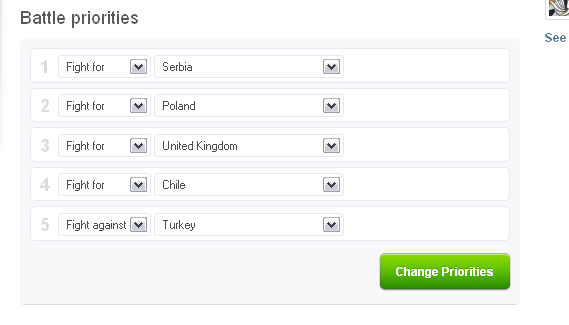 Battle priorities
See
1 Fight for Serbia
2 Fight for Poland
3 Fight for United Kingdom
4 Fight for Chile
5 Fight against Turkey
Change Priorities